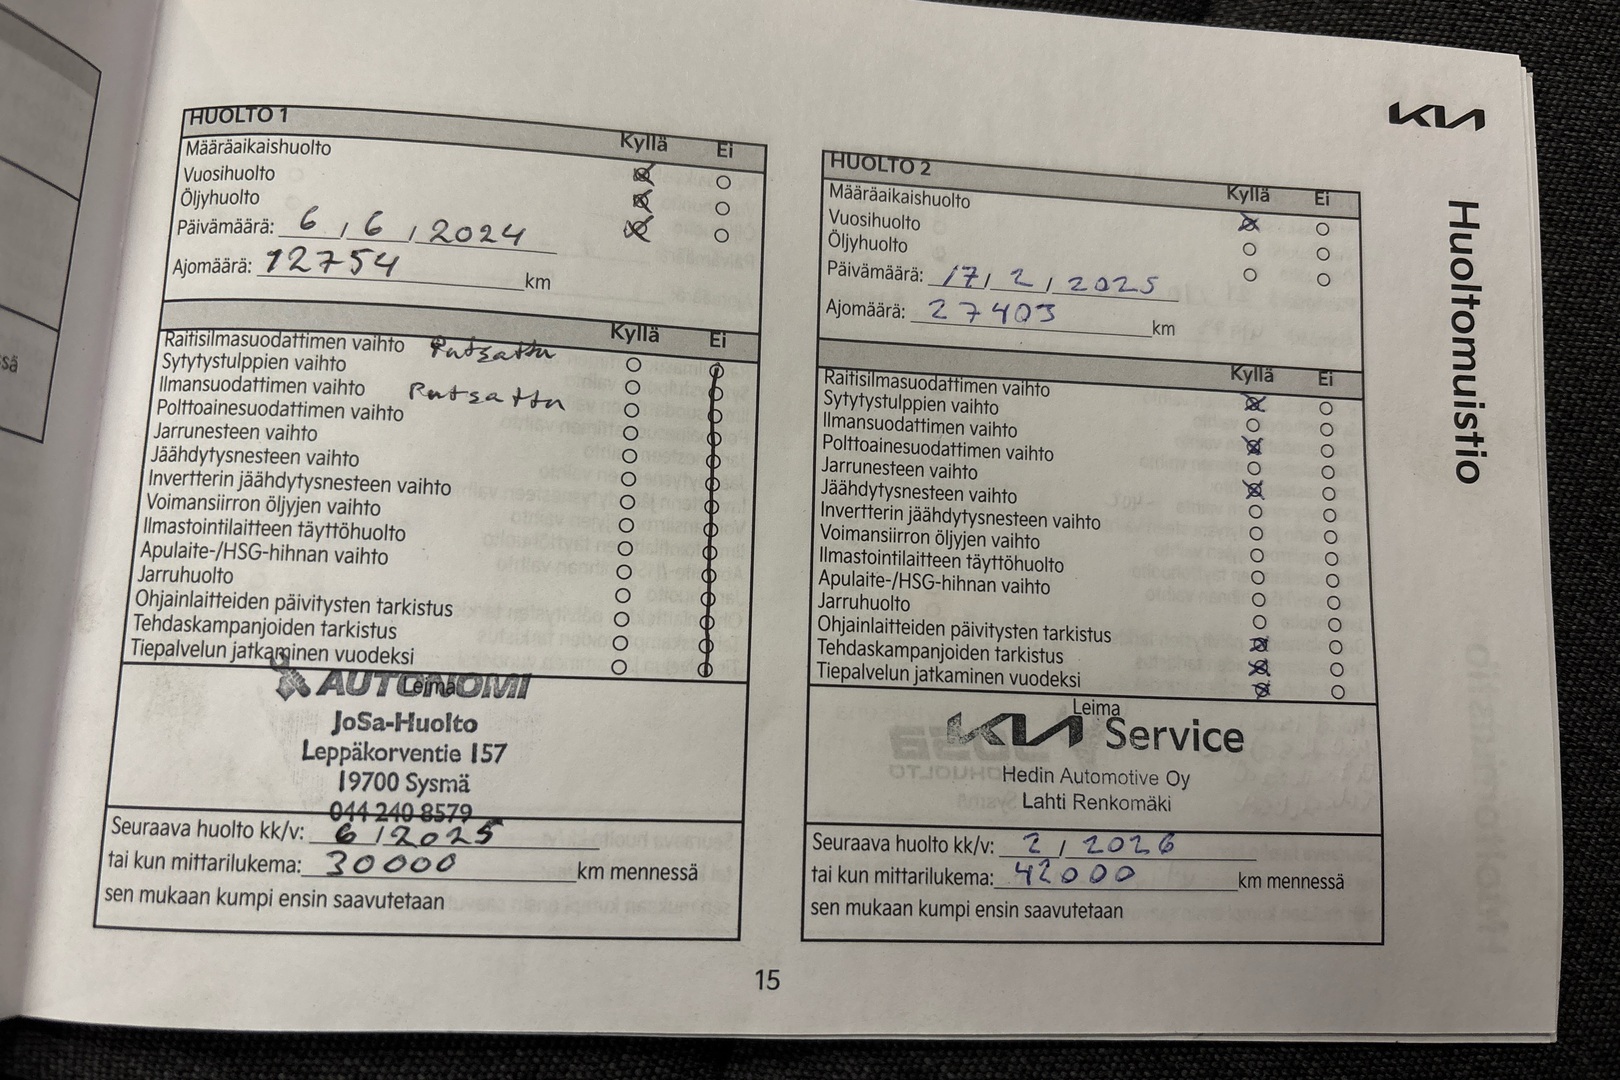 KIA
Huoltomuistio
HUOLTO 1
Kyllä Ei
Määräaikaishuolto
Vuosihuolto
Öljyhuolto
Päivämäärä: 6 / 6 / 2024
Ajomäärä: 12754 km
Kyllä Ei
Raitisilmasuodattimen vaihto Putsattu
Sytytystulppien vaihto
Ilmansuodattimen vaihto Putsattu
Polttoainesuodattimen vaihto
Jarrunesteen vaihto
Jäähdytysnesteen vaihto
Invertterin jäähdytysnesteen vaihto
Voimansiirron öljyjen vaihto
Ilmastointilaitteen täyttöhuolto
Apulaite-/HSG-hihnan vaihto
Jarruhuolto
Ohjainlaitteiden päivitysten tarkistus
Tehdaskampanjoiden tarkistus
Tiepalvelun jatkaminen vuodeksi
Leima
AUTONOMI
JoSa-Huolto
Leppäkorventie 157
19700 Sysmä
044 240 8579
Seuraava huolto kk/v: 6 / 2025
tai kun mittarilukema: 30000 km mennessä
sen mukaan kumpi ensin saavutetaan
HUOLTO 2
Kyllä Ei
Määräaikaishuolto
Vuosihuolto
Öljyhuolto
Päivämäärä: 17 / 2 / 2025
Ajomäärä: 27403 km
Kyllä Ei
Raitisilmasuodattimen vaihto
Sytytystulppien vaihto
Ilmansuodattimen vaihto
Polttoainesuodattimen vaihto
Jarrunesteen vaihto
Jäähdytysnesteen vaihto
Invertterin jäähdytysnesteen vaihto
Voimansiirron öljyjen vaihto
Ilmastointilaitteen täyttöhuolto
Apulaite-/HSG-hihnan vaihto
Jarruhuolto
Ohjainlaitteiden päivitysten tarkistus
Tehdaskampanjoiden tarkistus
Tiepalvelun jatkaminen vuodeksi
Leima
KIA Service
Hedin Automotive Oy
Lahti Renkomäki
Seuraava huolto kk/v: 2 / 2026
tai kun mittarilukema: 42000 km mennessä
sen mukaan kumpi ensin saavutetaan
15